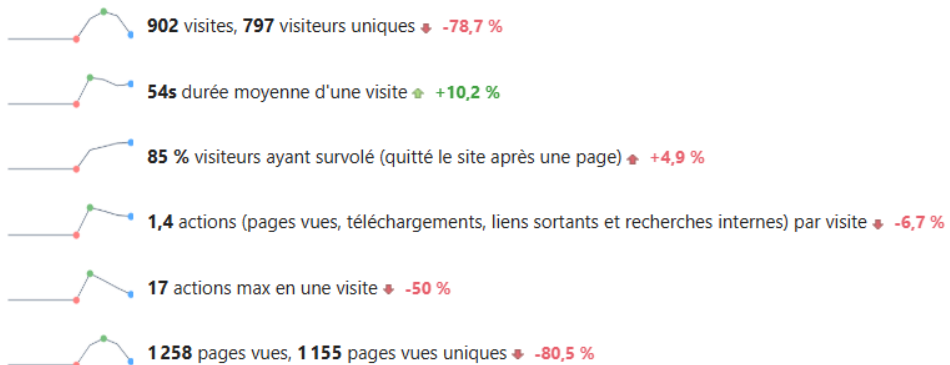 902 visites, 797 visiteurs uniques -78,7 %
54s durée moyenne d'une visite +10,2 %
85 % visiteurs ayant survolé (quitté le site après une page) +4,9 %
1,4 actions (pages vues, téléchargements, liens sortants et recherches internes) par visite -6,7 %
17 actions max en une visite -50 %
1 258 pages vues, 1 155 pages vues uniques -80,5 %